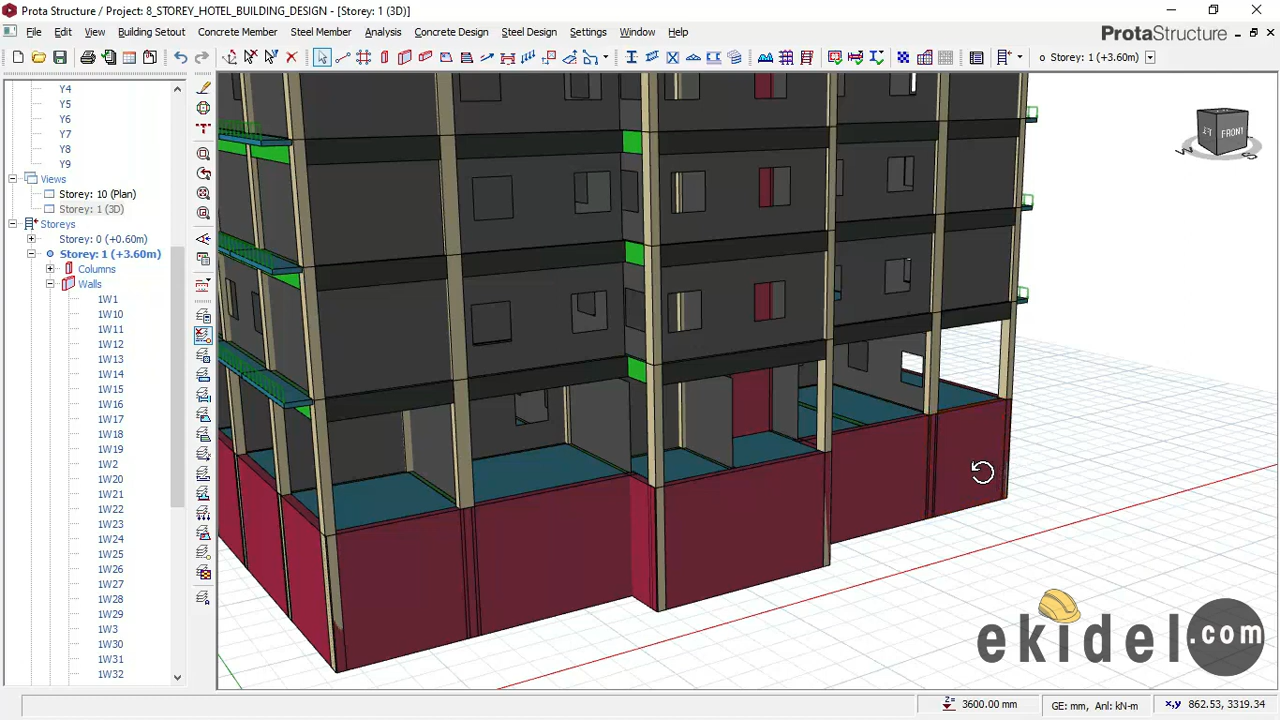 Prota Structure / Project: 8_STOREY_HOTEL_BUILDING_DESIGN - [Storey: 1 (3D)]
File Edit View Building Setout Concrete Member Steel Member Analysis Concrete Design Steel Design Settings Window Help
ProtaStructure
o Storey: 1 (+3.60m)
Y4
Y5
Y6
Y7
Y8
Y9
Views
Storey: 10 (Plan)
Storey: 1 (3D)
Storeys
Storey: 0 (+0.60m)
Storey: 1 (+3.60m)
Columns
Walls
1W1
1W10
1W11
1W12
1W13
1W14
1W15
1W16
1W17
1W18
1W19
1W2
1W20
1W21
1W22
1W23
1W24
1W25
1W26
1W27
1W28
1W29
1W3
1W30
1W31
1W32
FRONT
ekidel.com
Z= 3600.00 mm
GE: mm, Anl: kN-m
x,y 862.53, 3319.34